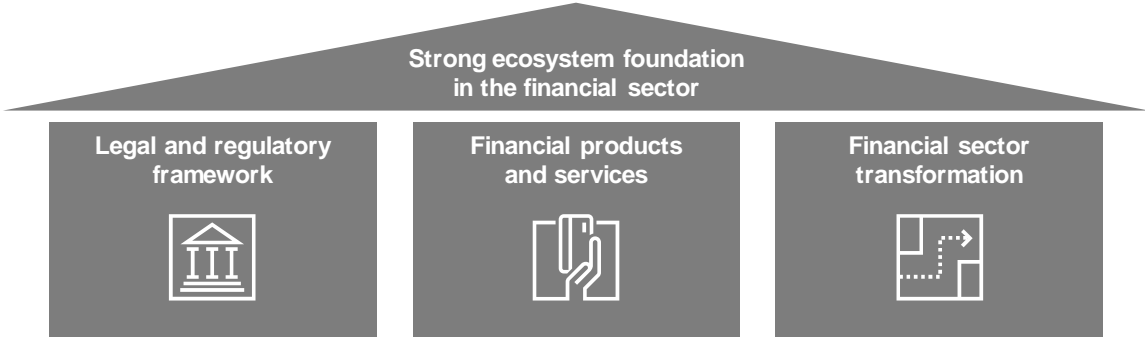 Strong ecosystem foundation
in the financial sector
Legal and regulatory
framework
Financial products
and services
Financial sector
transformation